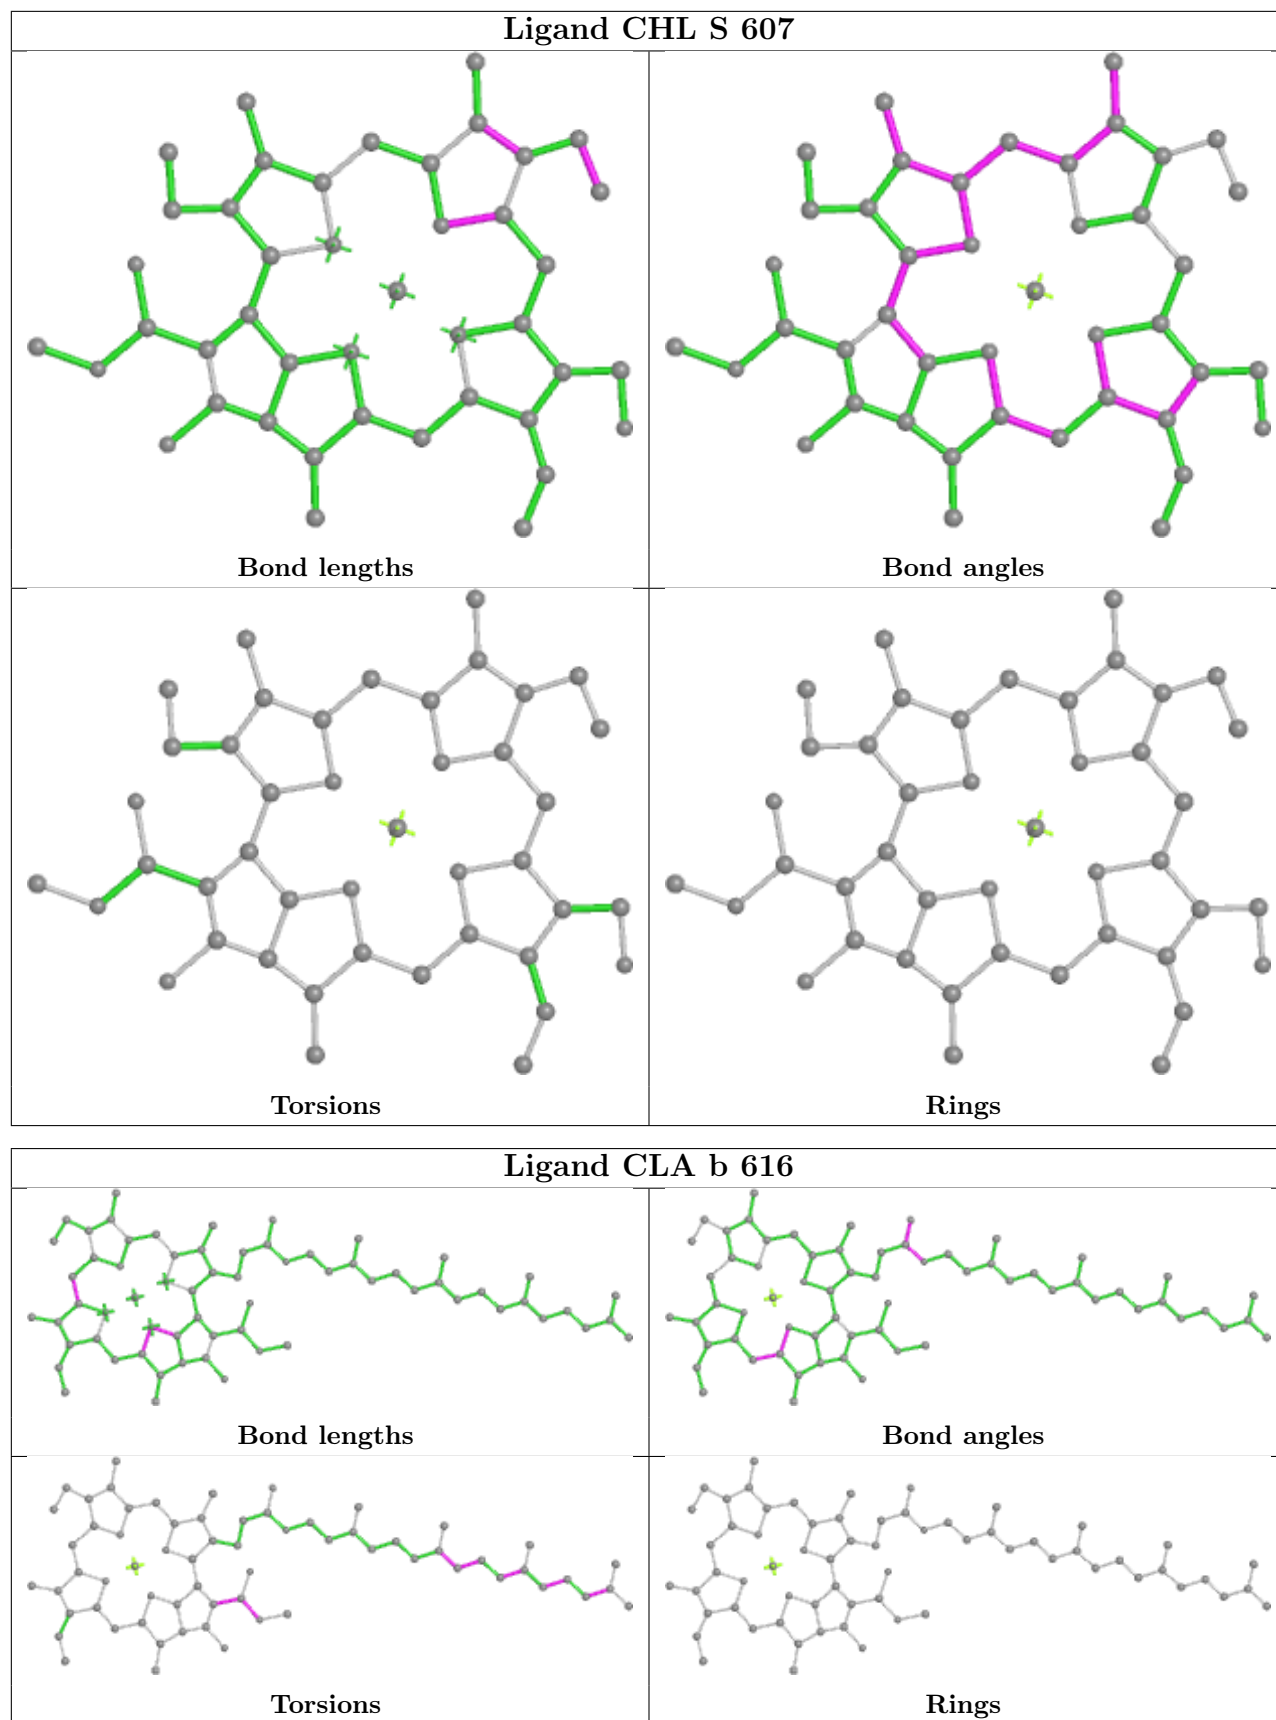 Ligand CHL S 607
Bond lengths
Bond angles
Torsions
Rings
Ligand CLA b 616
Bond lengths
Bond angles
Torsions
Rings